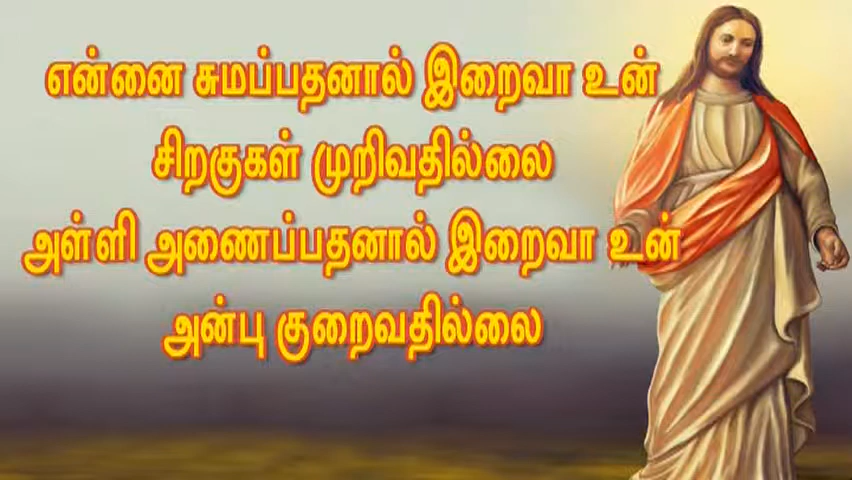 என்னை சுமப்பதனால் இறைவா உன்
சிறகுகள் முறிவதில்லை
அள்ளி அணைப்பதனால் இறைவா உன்
அன்பு குறைவதில்லை